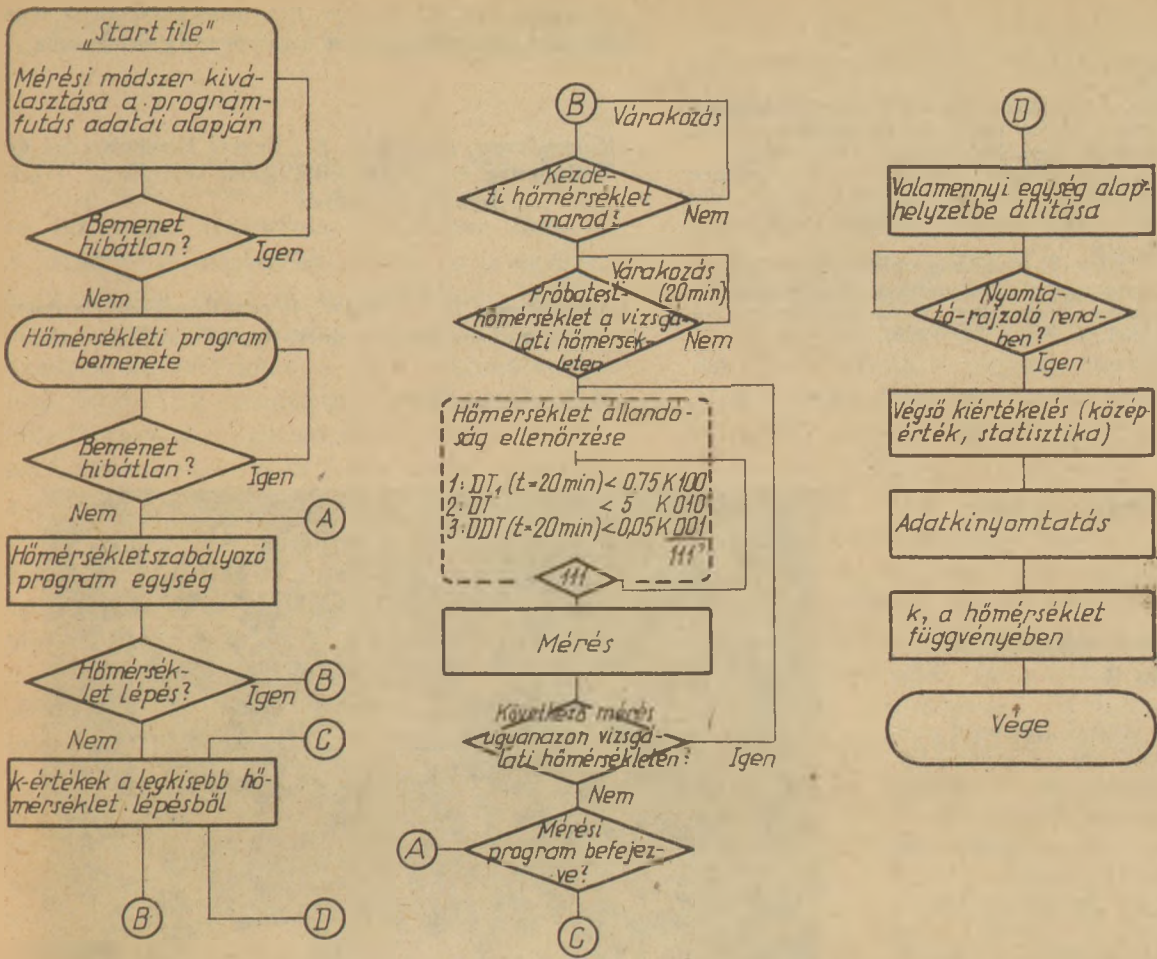 „Start file"
Mérési módszer kivá-
lasztása a program-
futás adatái alapján
Bemenet
hibátlan?
Igen
Nem
Hőmérsékleti program
bemenete
Bemenet
hibátlan?
Igen
Nem
A
Hőmérsékletszabályozó
program egység
Hőmérsék-
let lépés?
Igen
B
Nem
C
k-értékek a legkisebb hő-
mérséklet lépésből
B
D
B
Várakozás
Kezde-
ti hőmérséklet
marad?
Nem
Várakozás
(20min)
Próbatest-
hőmérséklet a vizsgá-
lati hőmérsék-
leten
Nem
Hőmérséklet állandó-
ság ellenőrzése
1: DT₁ (t=20min)< 0,75 K100
2: DT < 5 K010
3: DDT(t=20min)<0,05K001
111?
111
Mérés
Következő mérés
ugyanazon vizsgá-
lati hőmérsékleten?
Igen
Nem
A
Mérési
program befejez-
ve?
C
D
Valamennyi egység alap-
helyzetbe állítása
Nyomta-
tó-rajzoló rend-
ben?
Igen
Végső kiértékelés (közép-
érték, statisztika)
Adatkinyomtatás
k, a hőmérséklet
függvényében
Vége